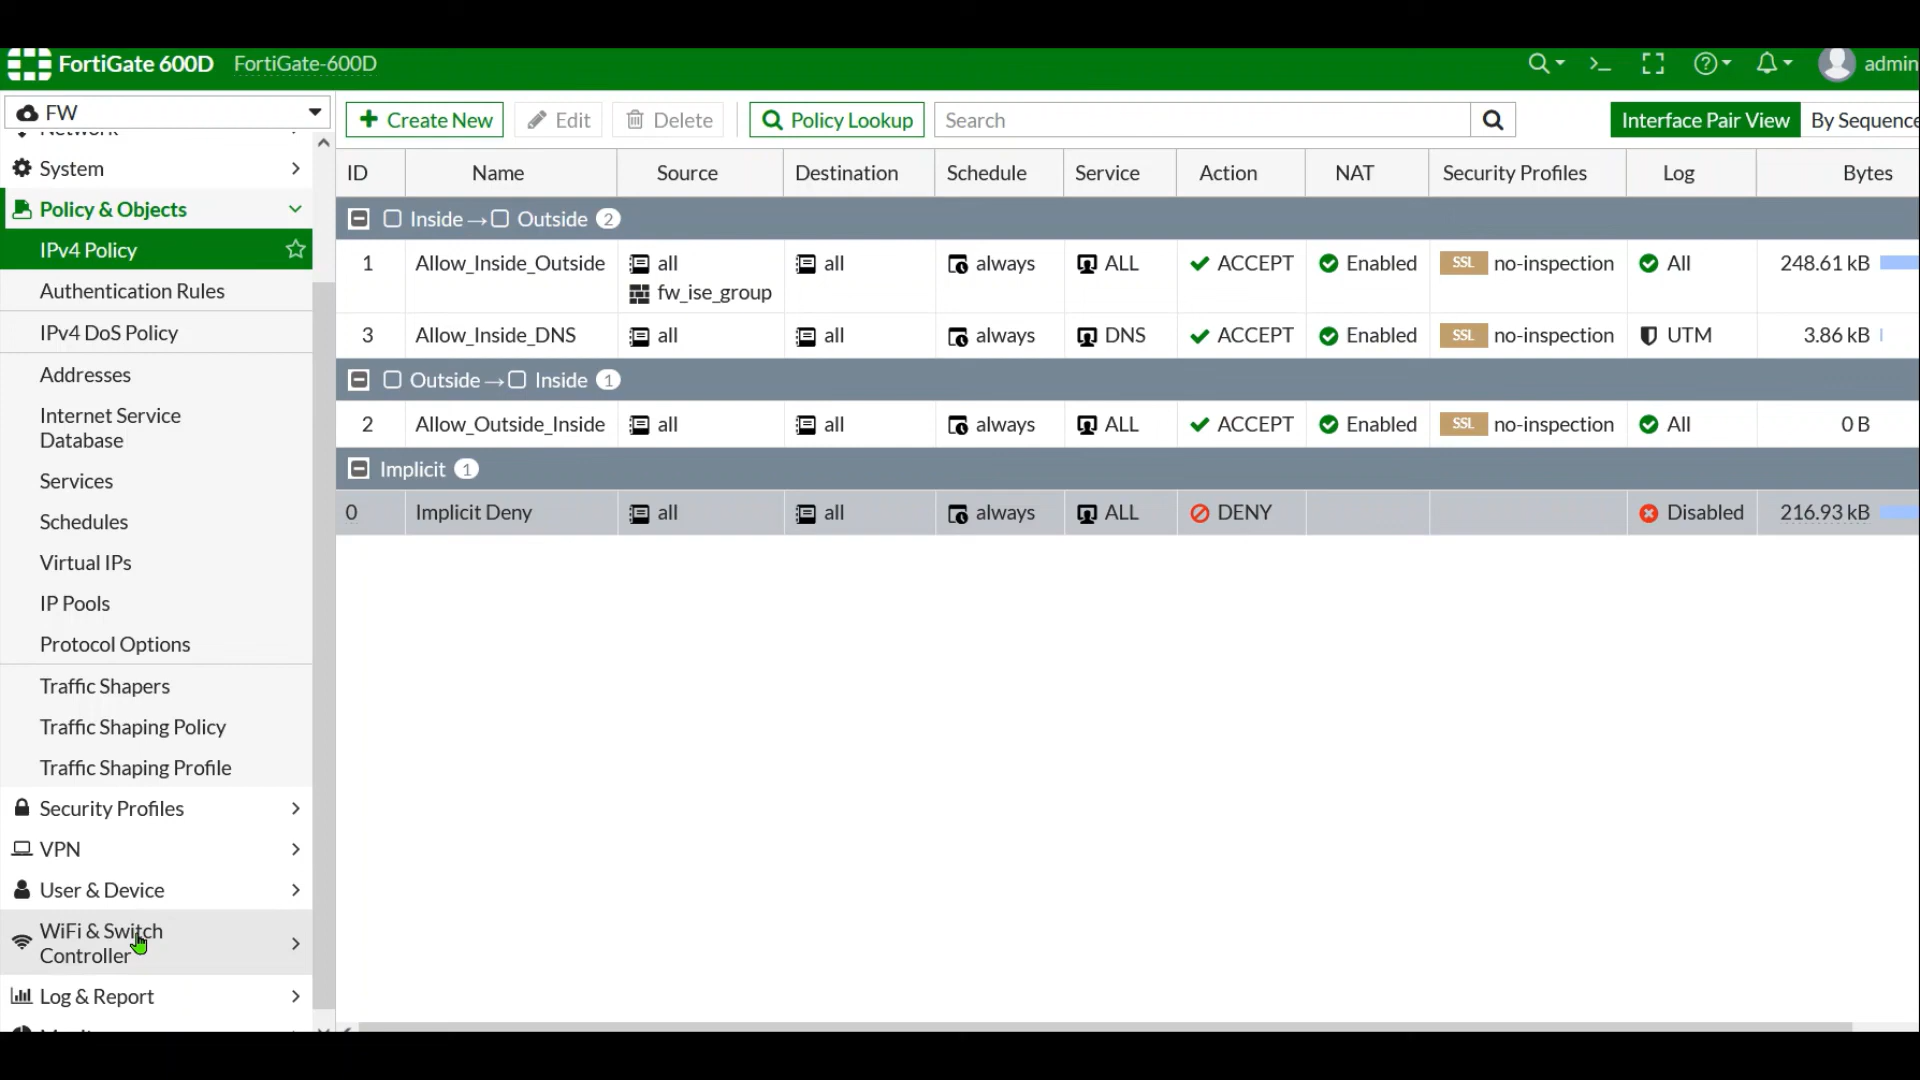 FortiGate 600D FortiGate-600D admin
FW
System
Policy & Objects
IPv4 Policy
Authentication Rules
IPv4 DoS Policy
Addresses
Internet Service
Database
Services
Schedules
Virtual IPs
IP Pools
Protocol Options
Traffic Shapers
Traffic Shaping Policy
Traffic Shaping Profile
Security Profiles
VPN
User & Device
WiFi & Switch
Controller
Log & Report
Create New Edit Delete Policy Lookup Search Interface Pair View By Sequence
ID Name Source Destination Schedule Service Action NAT Security Profiles Log Bytes
Inside → Outside 2
1 Allow_Inside_Outside all all always ALL ACCEPT Enabled SSL no-inspection All 248.61 kB
fw_ise_group
3 Allow_Inside_DNS all all always DNS ACCEPT Enabled SSL no-inspection UTM 3.86 kB
Outside → Inside 1
2 Allow_Outside_Inside all all always ALL ACCEPT Enabled SSL no-inspection All 0 B
Implicit 1
0 Implicit Deny all all always ALL DENY Disabled 216.93 kB